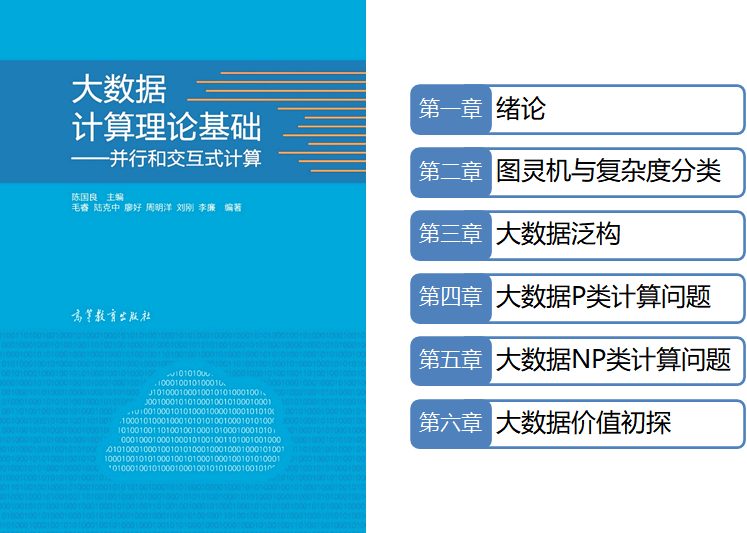 大数据
计算理论基础
——并行和交互式计算
陈国良 主编
毛睿 陆克中 廖好 周明洋 刘刚 李廉 编著
高等教育出版社
第一章 绪论
第二章 图灵机与复杂度分类
第三章 大数据泛构
第四章 大数据P类计算问题
第五章 大数据NP类计算问题
第六章 大数据价值初探